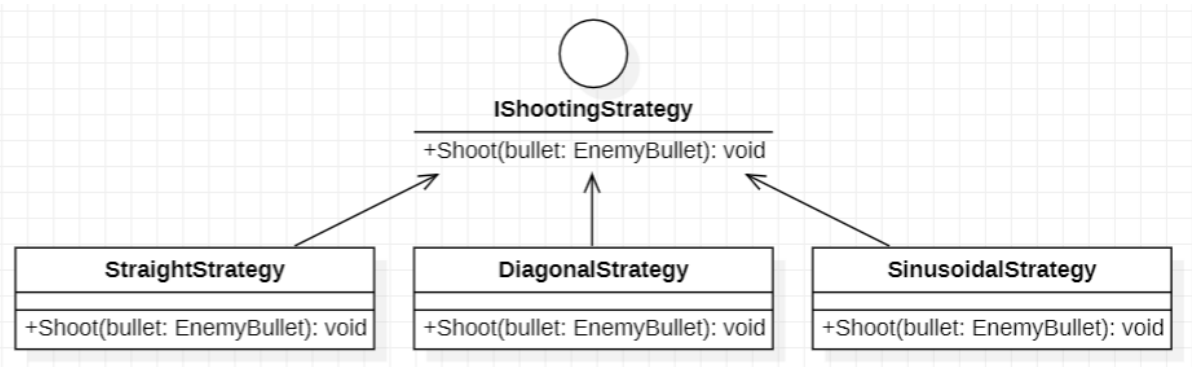 IShootingStrategy
+Shoot(bullet: EnemyBullet): void
StraightStrategy
+Shoot(bullet: EnemyBullet): void
DiagonalStrategy
+Shoot(bullet: EnemyBullet): void
SinusoidalStrategy
+Shoot(bullet: EnemyBullet): void